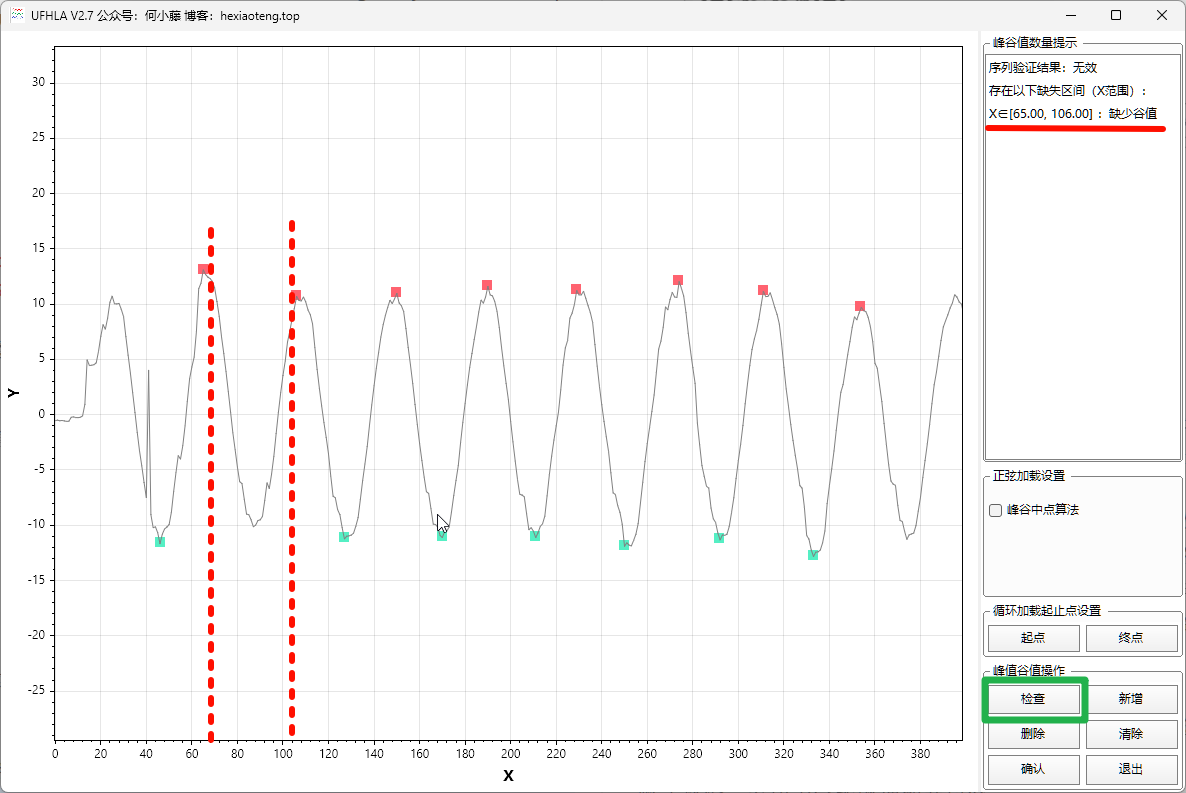 UFHLA V2.7 公众号：何小藤 博客：hexiaoteng.top
30
25
20
15
10
5
0
-5
-10
-15
-20
-25
Y
0 20 40 60 80 100 120 140 160 180 200 220 240 260 280 300 320 340 360 380
X
峰谷值数量提示
序列验证结果：无效
存在以下缺失区间（X范围）：
X∈[65.00, 106.00]：缺少谷值
正弦加载设置
峰谷中点算法
循环加载起止点设置
起点 终点
峰值谷值操作
检查 新增
删除 清除
确认 退出